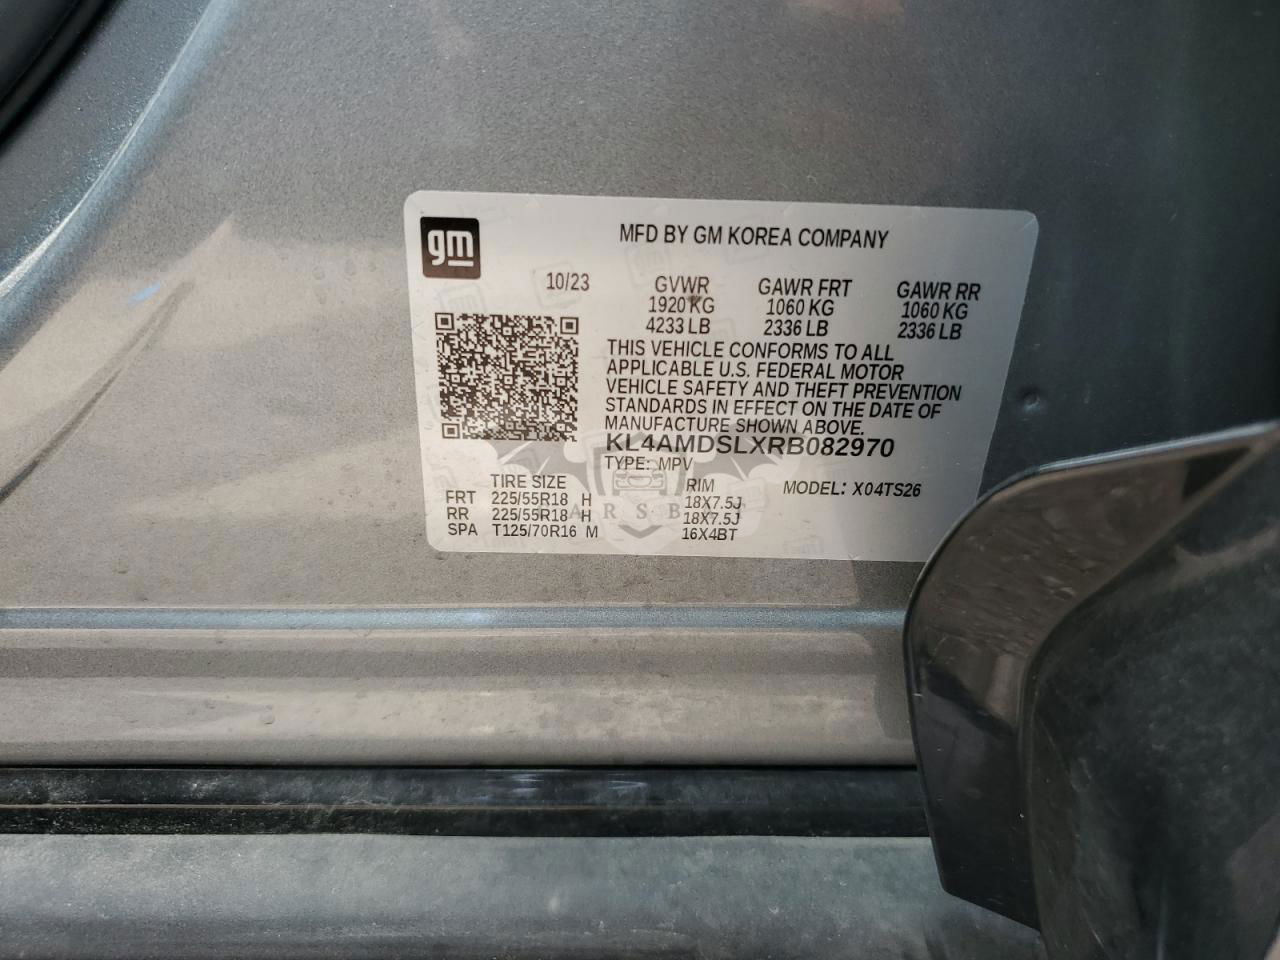 gm
MFD BY GM KOREA COMPANY
10/23 GVWR GAWR FRT GAWR RR
1920 KG 1060 KG 1060 KG
4233 LB 2336 LB 2336 LB
THIS VEHICLE CONFORMS TO ALL
APPLICABLE U.S. FEDERAL MOTOR
VEHICLE SAFETY AND THEFT PREVENTION
STANDARDS IN EFFECT ON THE DATE OF
MANUFACTURE SHOWN ABOVE.
KL4AMDSLXRB082970
TYPE: MPV
TIRE SIZE RIM MODEL: X04TS26
FRT 225/55R18 H 18X7.5J
RR 225/55R18 H 18X7.5J
SPA T125/70R16 M 16X4BT